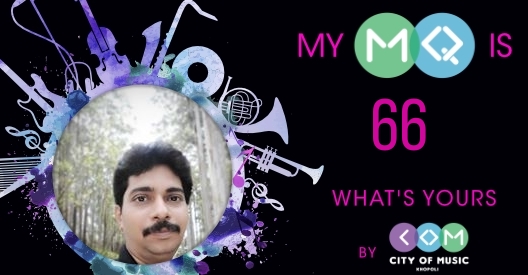 MY MQ IS
66
WHAT'S YOURS
BY COM
CITY OF MUSIC
KHOPOLI